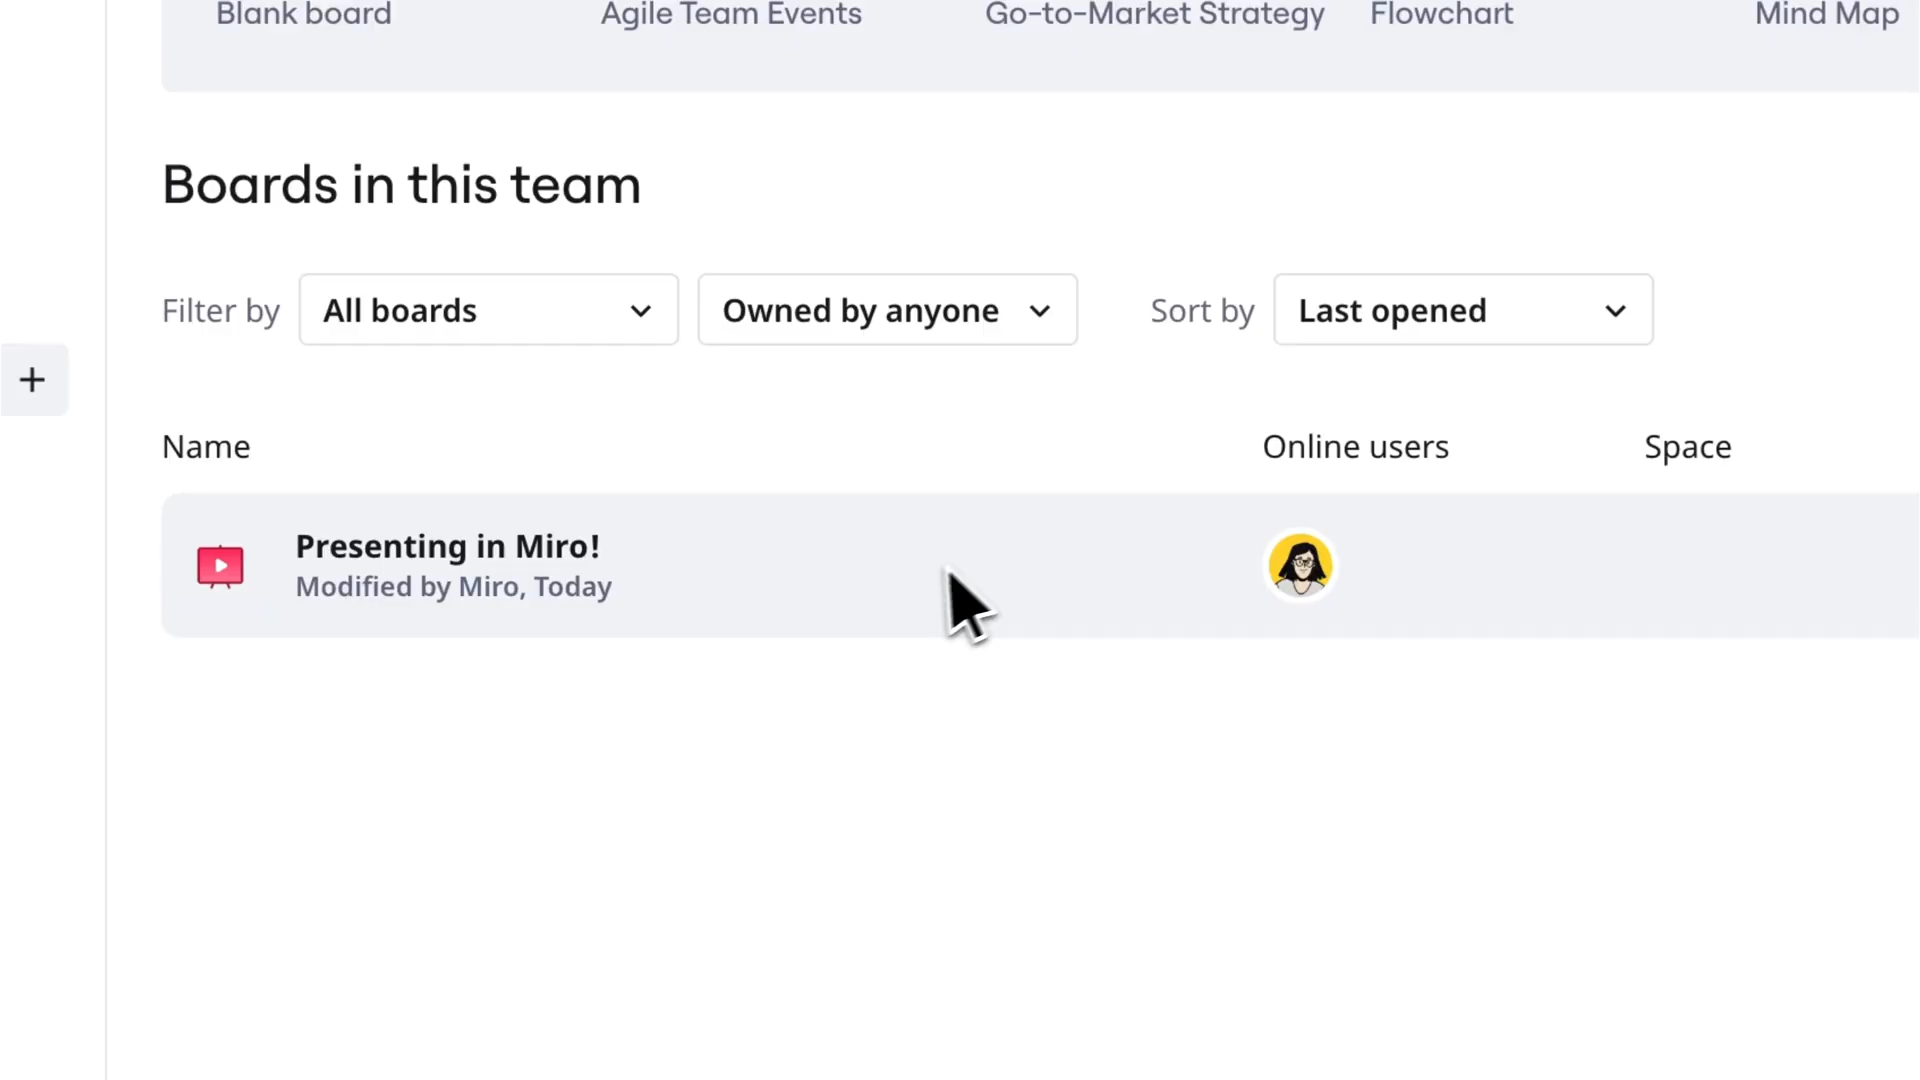 Blank board Agile Team Events Go-to-Market Strategy Flowchart Mind Map
Boards in this team
Filter by All boards Owned by anyone Sort by Last opened
+
Name Online users Space
Presenting in Miro!
Modified by Miro, Today